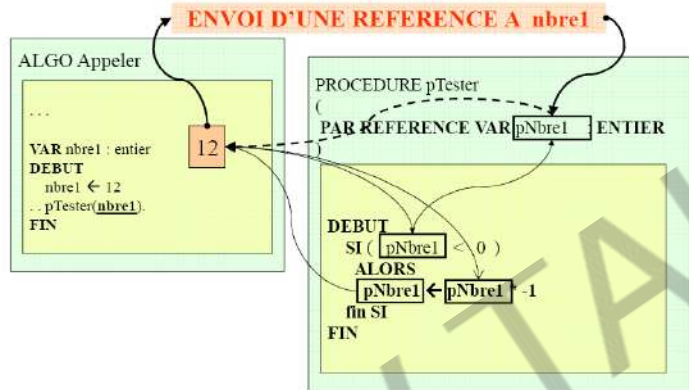 ENVOI D'UNE REFERENCE A nbre1
ALGO Appeler
. . .
VAR nbre1 : entier
DEBUT
nbre1 ← 12
. . pTester(nbre1).
FIN
12
PROCEDURE pTester
(
PAR REFERENCE VAR pNbre1 : ENTIER
)
DEBUT
SI ( pNbre1 < 0 )
ALORS
pNbre1 ← pNbre1 * -1
fin SI
FIN